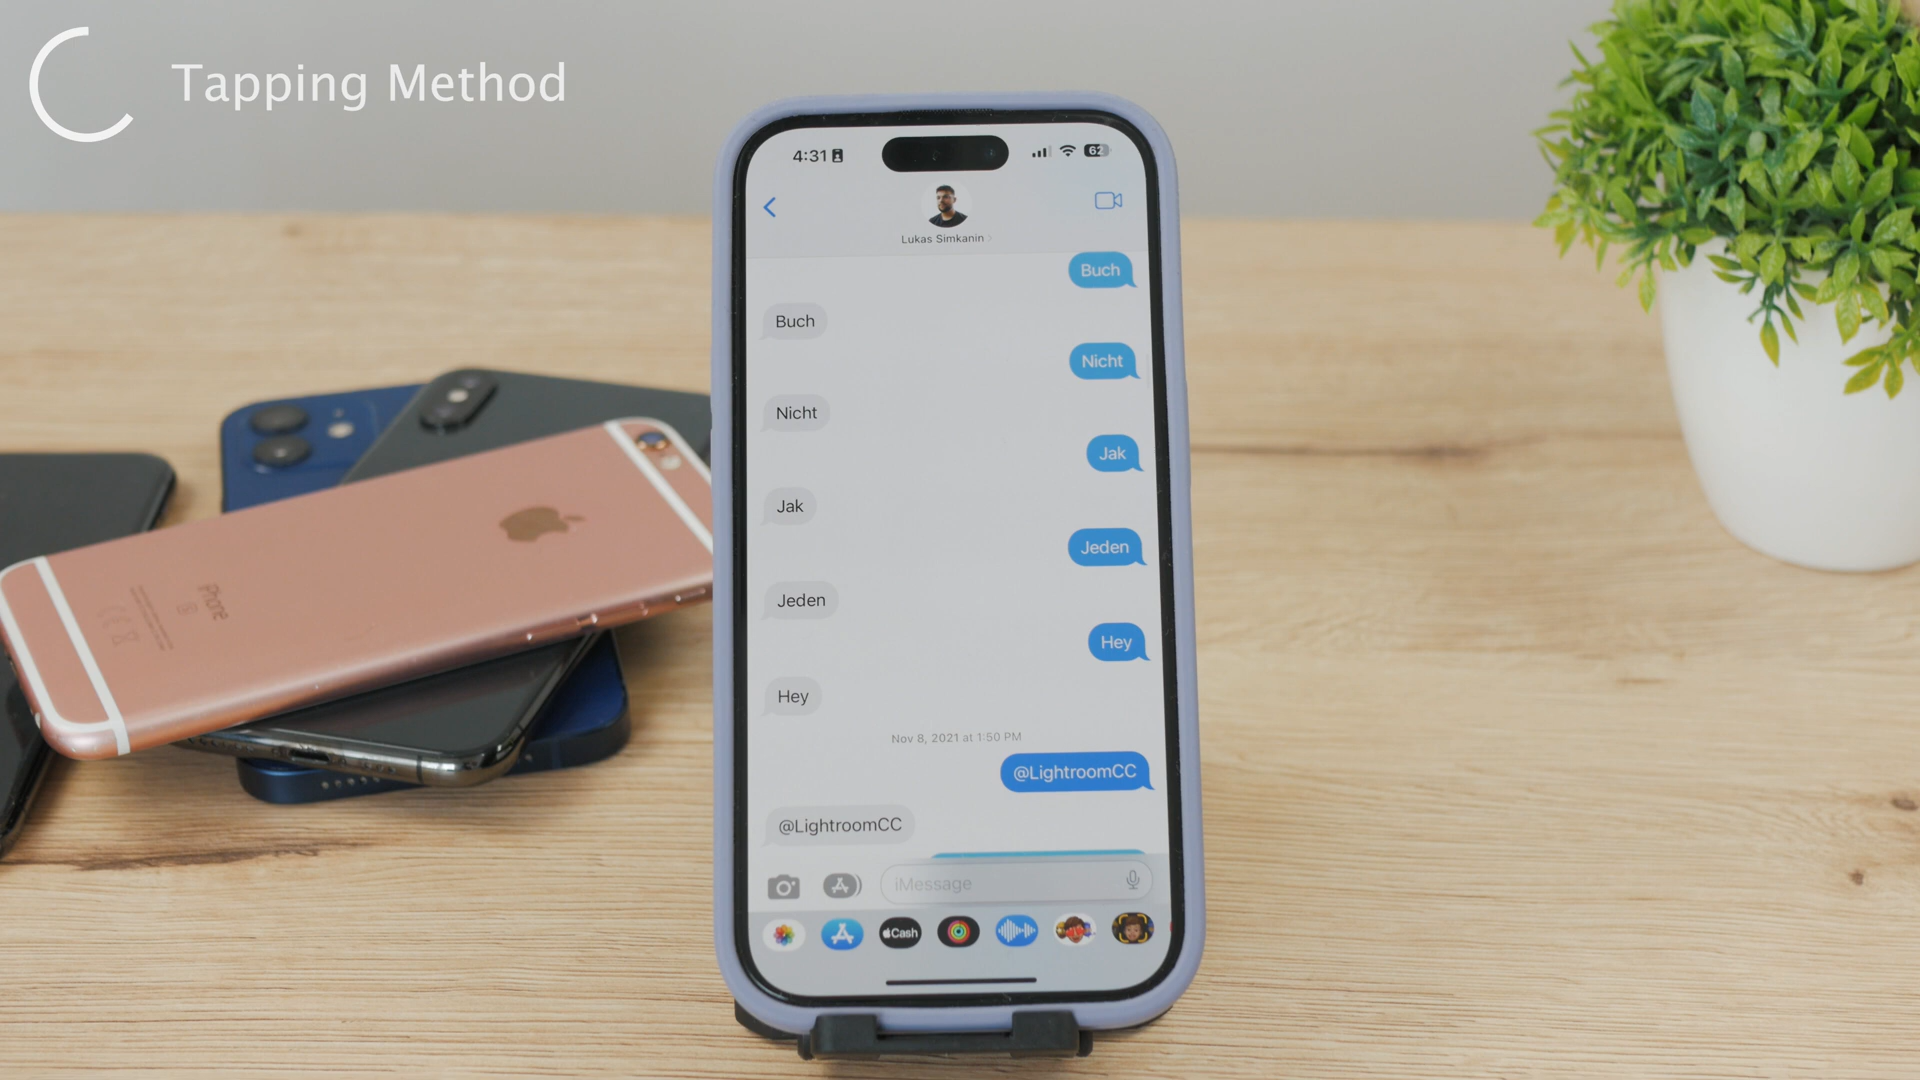 Tapping Method
4:31
62
Lukas Simkanin
Buch
Buch
Nicht
Nicht
Jak
Jak
Jeden
Jeden
Hey
Hey
Nov 8, 2021 at 1:50 PM
@LightroomCC
@LightroomCC
iMessage
Cash
iPhone